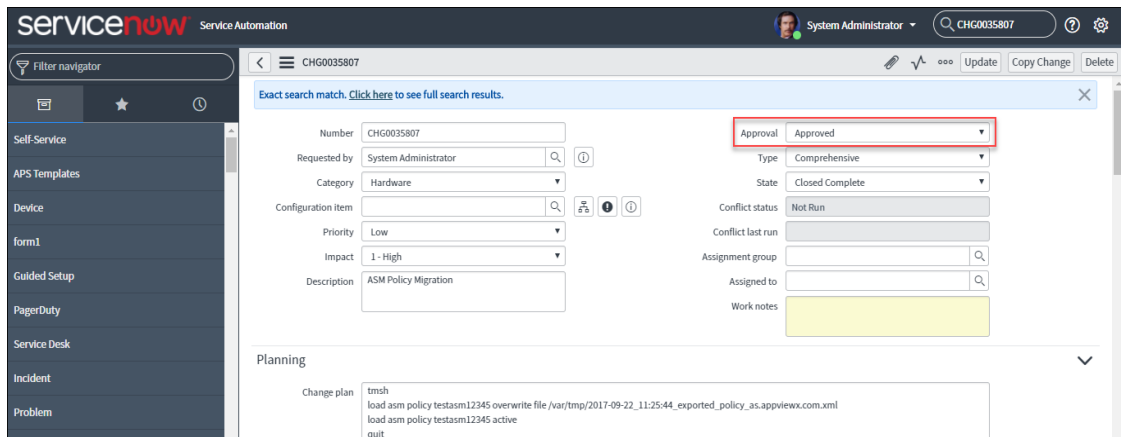 servicenow Service Automation
System Administrator
CHG0035807
Filter navigator
CHG0035807
Update Copy Change Delete
Exact search match. Click here to see full search results.
Self-Service
APS Templates
Device
form1
Guided Setup
PagerDuty
Service Desk
Incident
Problem
Number CHG0035807
Requested by System Administrator
Category Hardware
Configuration item
Priority Low
Impact 1 - High
Description ASM Policy Migration
Approval Approved
Type Comprehensive
State Closed Complete
Conflict status Not Run
Conflict last run
Assignment group
Assigned to
Work notes
Planning
Change plan tmsh
load asm policy testasm12345 overwrite file /var/tmp/2017-09-22_11:25:44_exported_policy_as.appviewx.com.xml
load asm policy testasm12345 active
quit